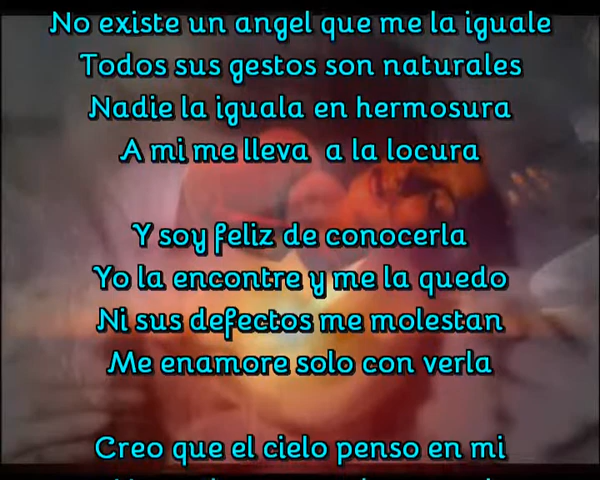 No existe un angel que me la iguale
Todos sus gestos son naturales
Nadie la iguala en hermosura
A mi me lleva a la locura
Y soy feliz de conocerla
Yo la encontre y me la quedo
Ni sus defectos me molestan
Me enamore solo con verla
Creo que el cielo penso en mi